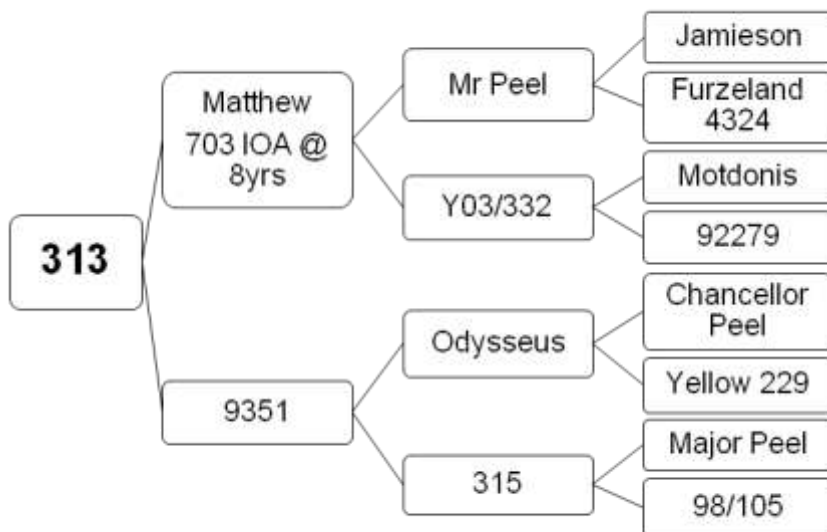 313
Matthew
703 IOA @
8yrs
9351
Mr Peel
Y03/332
Odysseus
315
Jamieson
Furzeland
4324
Motdonis
92279
Chancellor
Peel
Yellow 229
Major Peel
98/105